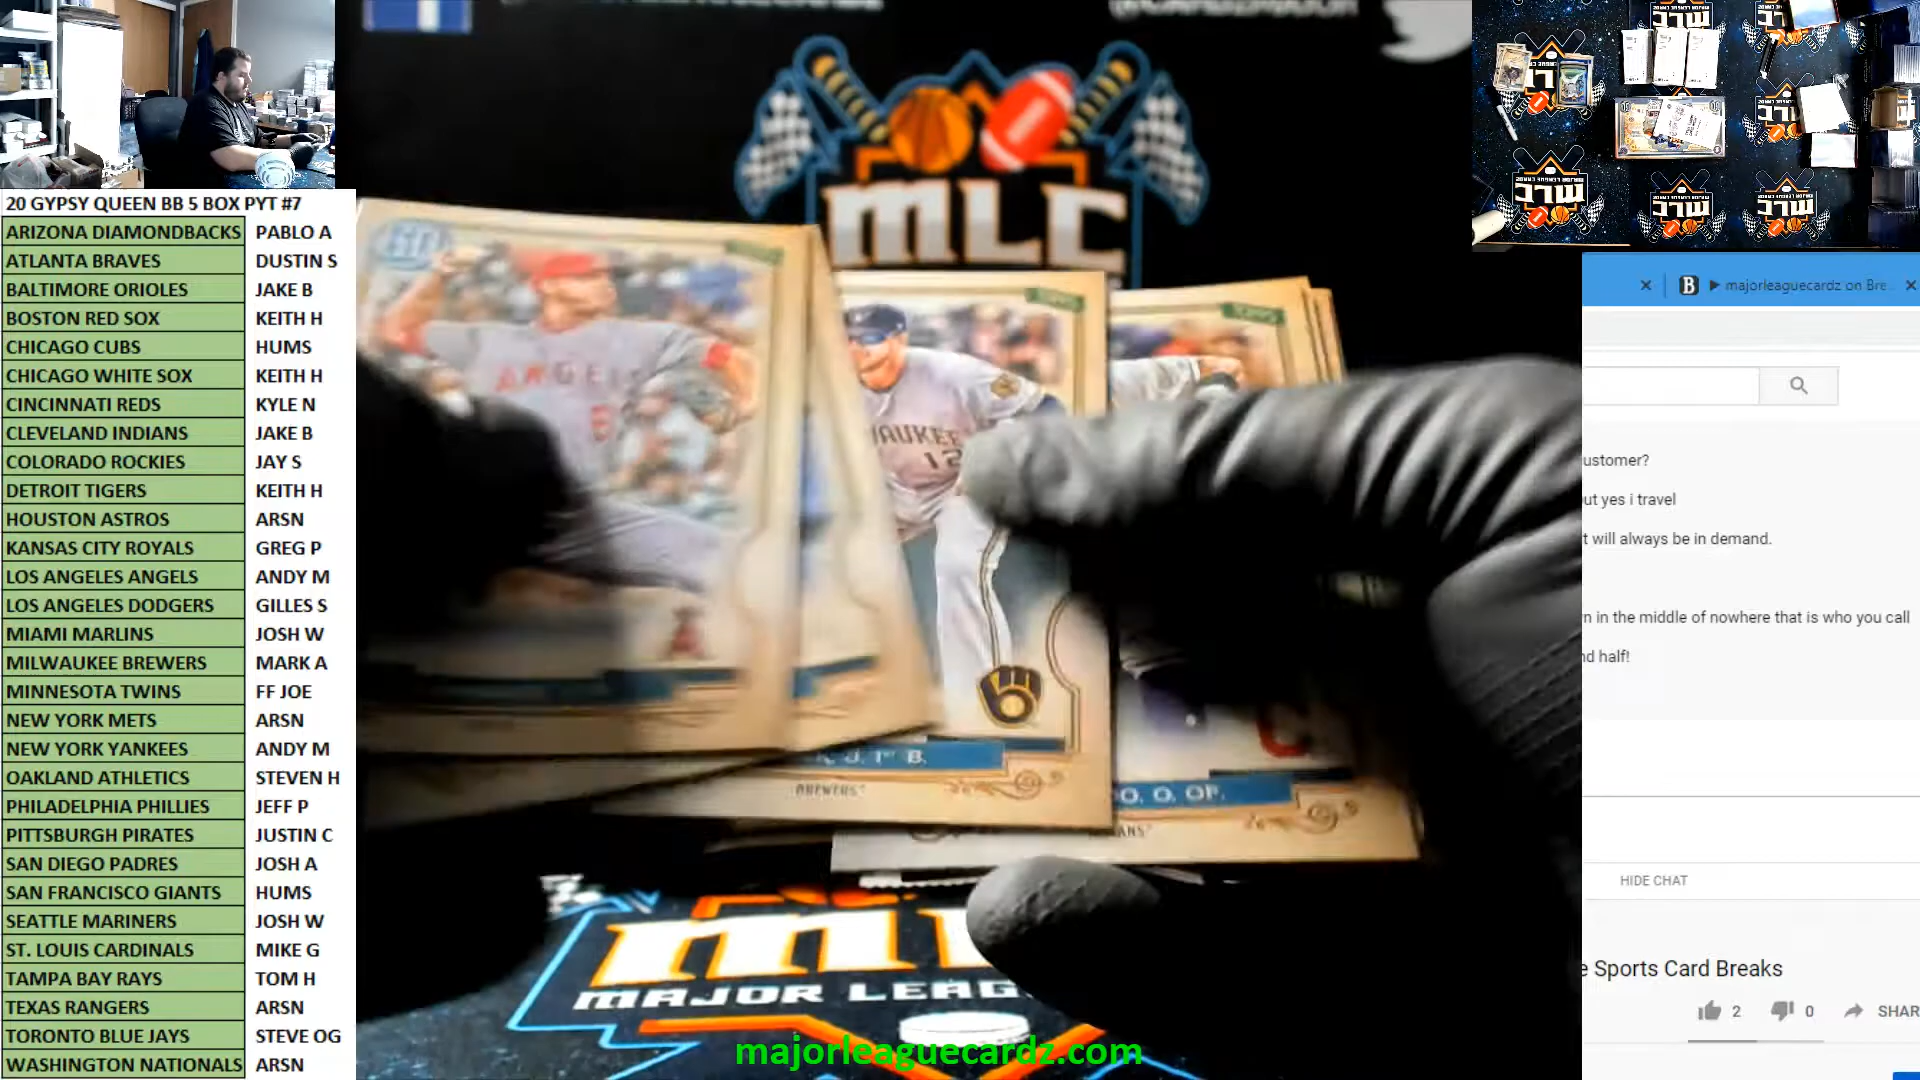 20 GYPSY QUEEN BB 5 BOX PYT #7
ARIZONA DIAMONDBACKS PABLO A
ATLANTA BRAVES DUSTIN S
BALTIMORE ORIOLES JAKE B
BOSTON RED SOX KEITH H
CHICAGO CUBS HUMS
CHICAGO WHITE SOX KEITH H
CINCINNATI REDS KYLE N
CLEVELAND INDIANS JAKE B
COLORADO ROCKIES JAY S
DETROIT TIGERS KEITH H
HOUSTON ASTROS ARSN
KANSAS CITY ROYALS GREG P
LOS ANGELES ANGELS ANDY M
LOS ANGELES DODGERS GILLES S
MIAMI MARLINS JOSH W
MILWAUKEE BREWERS MARK A
MINNESOTA TWINS FF JOE
NEW YORK METS ARSN
NEW YORK YANKEES ANDY M
OAKLAND ATHLETICS STEVEN H
PHILADELPHIA PHILLIES JEFF P
PITTSBURGH PIRATES JUSTIN C
SAN DIEGO PADRES JOSH A
SAN FRANCISCO GIANTS HUMS
SEATTLE MARINERS JOSH W
ST. LOUIS CARDINALS MIKE G
TAMPA BAY RAYS TOM H
TEXAS RANGERS ARSN
TORONTO BLUE JAYS STEVE OG
WASHINGTON NATIONALS ARSN
MLC
GQ
ANGELS
TOPPS
TOPPS
12
1st B.
BREWERS
O. OF.
MAJOR LEAG
majorleaguecardz.com
B majorleaguecardz on Bre
ustomer?
ut yes i travel
t will always be in demand.
n in the middle of nowhere that is who you call
nd half!
HIDE CHAT
e Sports Card Breaks
2 0 SHAR